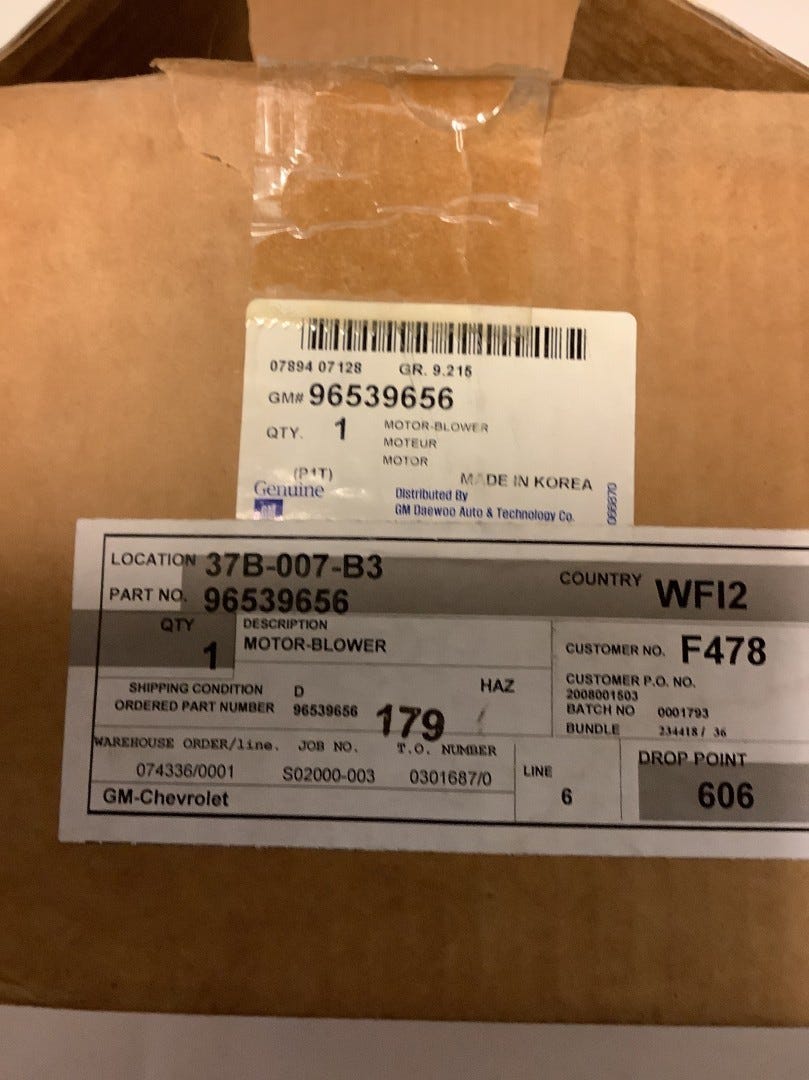 07894 07128 GR. 9.215
GM# 96539656
QTY. 1 MOTOR-BLOWER
MOTEUR
MOTOR
(P1T)
MADE IN KOREA
Genuine
GM
Distributed By
GM Daewoo Auto & Technology Co.
066870
LOCATION 37B-007-B3
PART NO. 96539656
COUNTRY WFI2
QTY 1
DESCRIPTION
MOTOR-BLOWER
CUSTOMER NO. F478
SHIPPING CONDITION D
HAZ
ORDERED PART NUMBER 96539656
179
CUSTOMER P.O. NO.
2008001503
BATCH NO 0001793
BUNDLE 234418/ 36
WAREHOUSE ORDER/line. JOB NO. T.O. NUMBER
074336/0001 S02000-003 0301687/0
LINE
6
DROP POINT
606
GM-Chevrolet